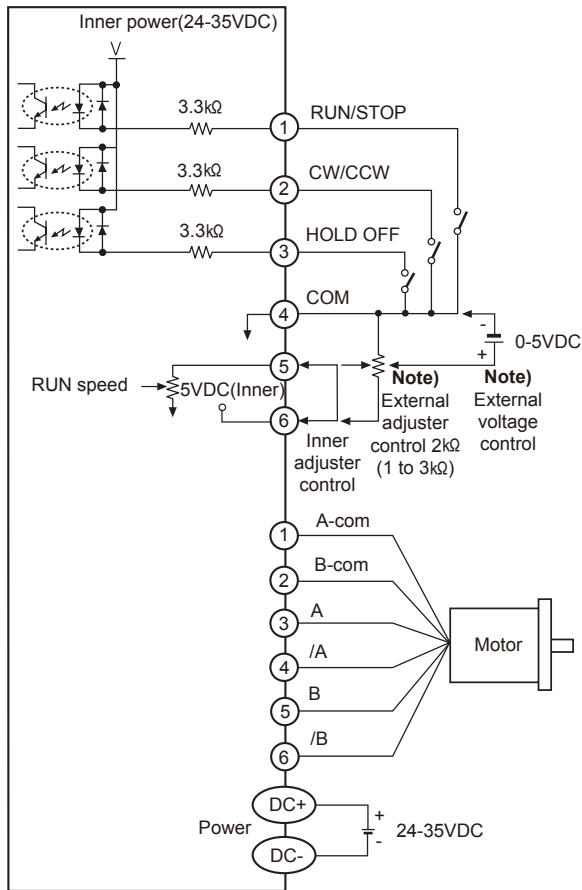 Inner power(24-35VDC)
V
3.3kΩ
1
RUN/STOP
3.3kΩ
2
CW/CCW
3.3kΩ
3
HOLD OFF
4
COM
-
+
0-5VDC
5
RUN speed
5VDC(Inner)
6
Inner
adjuster
control
Note)
External
adjuster
control 2kΩ
(1 to 3kΩ)
Note)
External
voltage
control
1
A-com
2
B-com
3
A
4
/A
5
B
6
/B
Motor
Power
DC+
DC-
+
-
24-35VDC